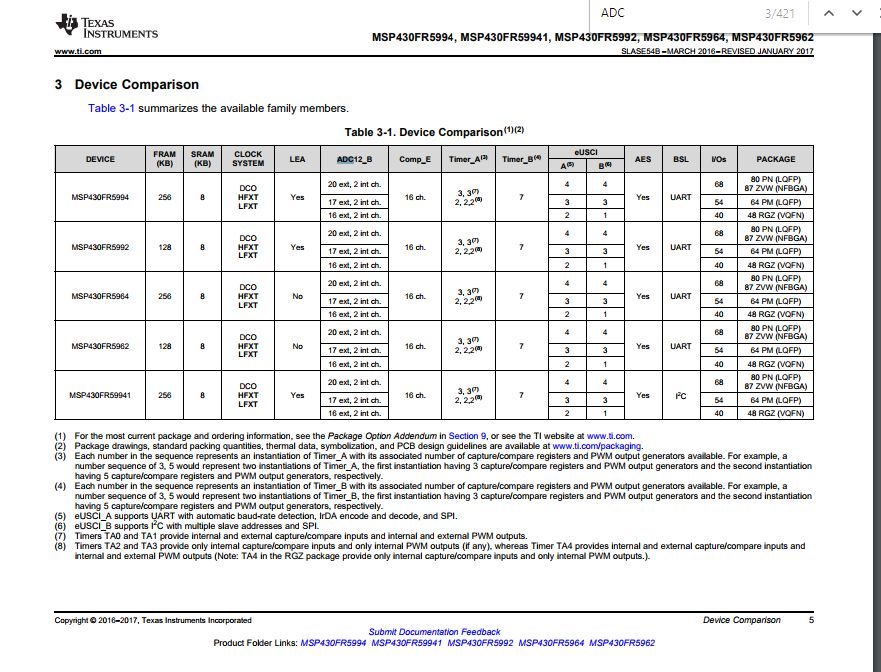 ADC
3/421
TEXAS
INSTRUMENTS
MSP430FR5994, MSP430FR59941, MSP430FR5992, MSP430FR5964, MSP430FR5962
www.ti.com
SLASE54B –MARCH 2016–REVISED JANUARY 2017
3 Device Comparison
Table 3-1 summarizes the available family members.
Table 3-1. Device Comparison(1)(2)
DEVICE FRAM (KB) SRAM (KB) CLOCK SYSTEM LEA ADC12_B Comp_E Timer_A(3) Timer_B(4) eUSCI A(5) B(6) AES BSL I/Os PACKAGE
MSP430FR5994 256 8 DCO HFXT LFXT Yes 20 ext, 2 int ch. 16 ch. 3, 3(7) 2, 2,2(8) 7 4 4 Yes UART 68 80 PN (LQFP) 87 ZVW (NFBGA)
17 ext, 2 int ch. 3 3 54 64 PM (LQFP)
16 ext, 2 int ch. 2 1 40 48 RGZ (VQFN)
MSP430FR5992 128 8 DCO HFXT LFXT Yes 20 ext, 2 int ch. 16 ch. 3, 3(7) 2, 2,2(8) 7 4 4 Yes UART 68 80 PN (LQFP) 87 ZVW (NFBGA)
17 ext, 2 int ch. 3 3 54 64 PM (LQFP)
16 ext, 2 int ch. 2 1 40 48 RGZ (VQFN)
MSP430FR5964 256 8 DCO HFXT LFXT No 20 ext, 2 int ch. 16 ch. 3, 3(7) 2, 2,2(8) 7 4 4 Yes UART 68 80 PN (LQFP) 87 ZVW (NFBGA)
17 ext, 2 int ch. 3 3 54 64 PM (LQFP)
16 ext, 2 int ch. 2 1 40 48 RGZ (VQFN)
MSP430FR5962 128 8 DCO HFXT LFXT No 20 ext, 2 int ch. 16 ch. 3, 3(7) 2, 2,2(8) 7 4 4 Yes UART 68 80 PN (LQFP) 87 ZVW (NFBGA)
17 ext, 2 int ch. 3 3 54 64 PM (LQFP)
16 ext, 2 int ch. 2 1 40 48 RGZ (VQFN)
MSP430FR59941 256 8 DCO HFXT LFXT Yes 20 ext, 2 int ch. 16 ch. 3, 3(7) 2, 2,2(8) 7 4 4 Yes I2C 68 80 PN (LQFP) 87 ZVW (NFBGA)
17 ext, 2 int ch. 3 3 54 64 PM (LQFP)
16 ext, 2 int ch. 2 1 40 48 RGZ (VQFN)
(1) For the most current package and ordering information, see the Package Option Addendum in Section 9, or see the TI website at www.ti.com.
(2) Package drawings, standard packing quantities, thermal data, symbolization, and PCB design guidelines are available at www.ti.com/packaging.
(3) Each number in the sequence represents an instantiation of Timer_A with its associated number of capture/compare registers and PWM output generators available. For example, a
number sequence of 3, 5 would represent two instantiations of Timer_A, the first instantiation having 3 capture/compare registers and PWM output generators and the second instantiation
having 5 capture/compare registers and PWM output generators, respectively.
(4) Each number in the sequence represents an instantiation of Timer_B with its associated number of capture/compare registers and PWM output generators available. For example, a
number sequence of 3, 5 would represent two instantiations of Timer_B, the first instantiation having 3 capture/compare registers and PWM output generators and the second instantiation
having 5 capture/compare registers and PWM output generators, respectively.
(5) eUSCI_A supports UART with automatic baud-rate detection, IrDA encode and decode, and SPI.
(6) eUSCI_B supports I2C with multiple slave addresses and SPI.
(7) Timers TA0 and TA1 provide internal and external capture/compare inputs and internal and external PWM outputs.
(8) Timers TA2 and TA3 provide only internal capture/compare inputs and only internal PWM outputs (if any), whereas Timer TA4 provides internal and external capture/compare inputs and
internal and external PWM outputs (Note: TA4 in the RGZ package provide only internal capture/compare inputs and only internal PWM outputs.).
Copyright © 2016–2017, Texas Instruments Incorporated
Device Comparison 5
Submit Documentation Feedback
Product Folder Links: MSP430FR5994 MSP430FR59941 MSP430FR5992 MSP430FR5964 MSP430FR5962